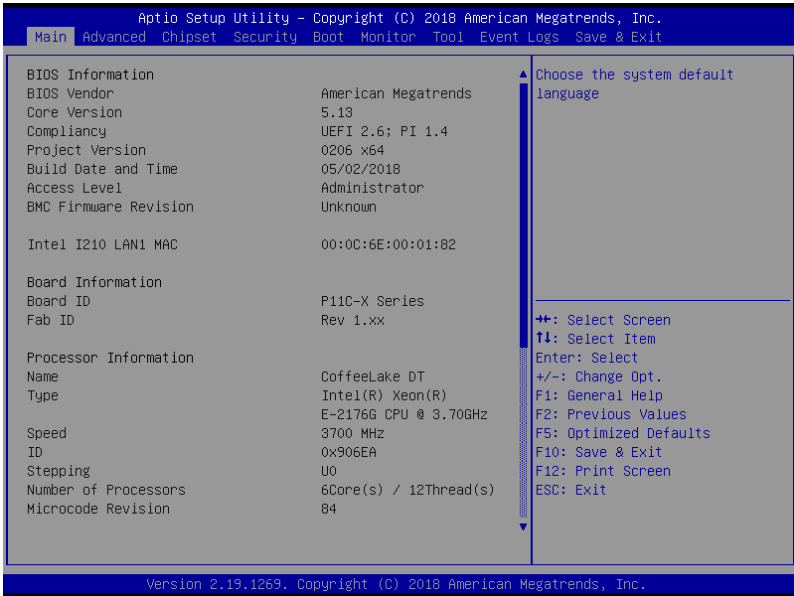 Aptio Setup Utility – Copyright (C) 2018 American Megatrends, Inc.
Main Advanced Chipset Security Boot Monitor Tool Event Logs Save & Exit
BIOS Information
BIOS Vendor American Megatrends
Core Version 5.13
Compliancy UEFI 2.6; PI 1.4
Project Version 0206 x64
Build Date and Time 05/02/2018
Access Level Administrator
BMC Firmware Revision Unknown
Intel I210 LAN1 MAC 00:0C:6E:00:01:82
Board Information
Board ID P11C-X Series
Fab ID Rev 1.xx
Processor Information
Name CoffeeLake DT
Type Intel(R) Xeon(R)
E-2176G CPU @ 3.70GHz
Speed 3700 MHz
ID 0x906EA
Stepping U0
Number of Processors 6Core(s) / 12Thread(s)
Microcode Revision 84
Choose the system default
language
→←: Select Screen
↑↓: Select Item
Enter: Select
+/-: Change Opt.
F1: General Help
F2: Previous Values
F5: Optimized Defaults
F10: Save & Exit
F12: Print Screen
ESC: Exit
Version 2.19.1269. Copyright (C) 2018 American Megatrends, Inc.